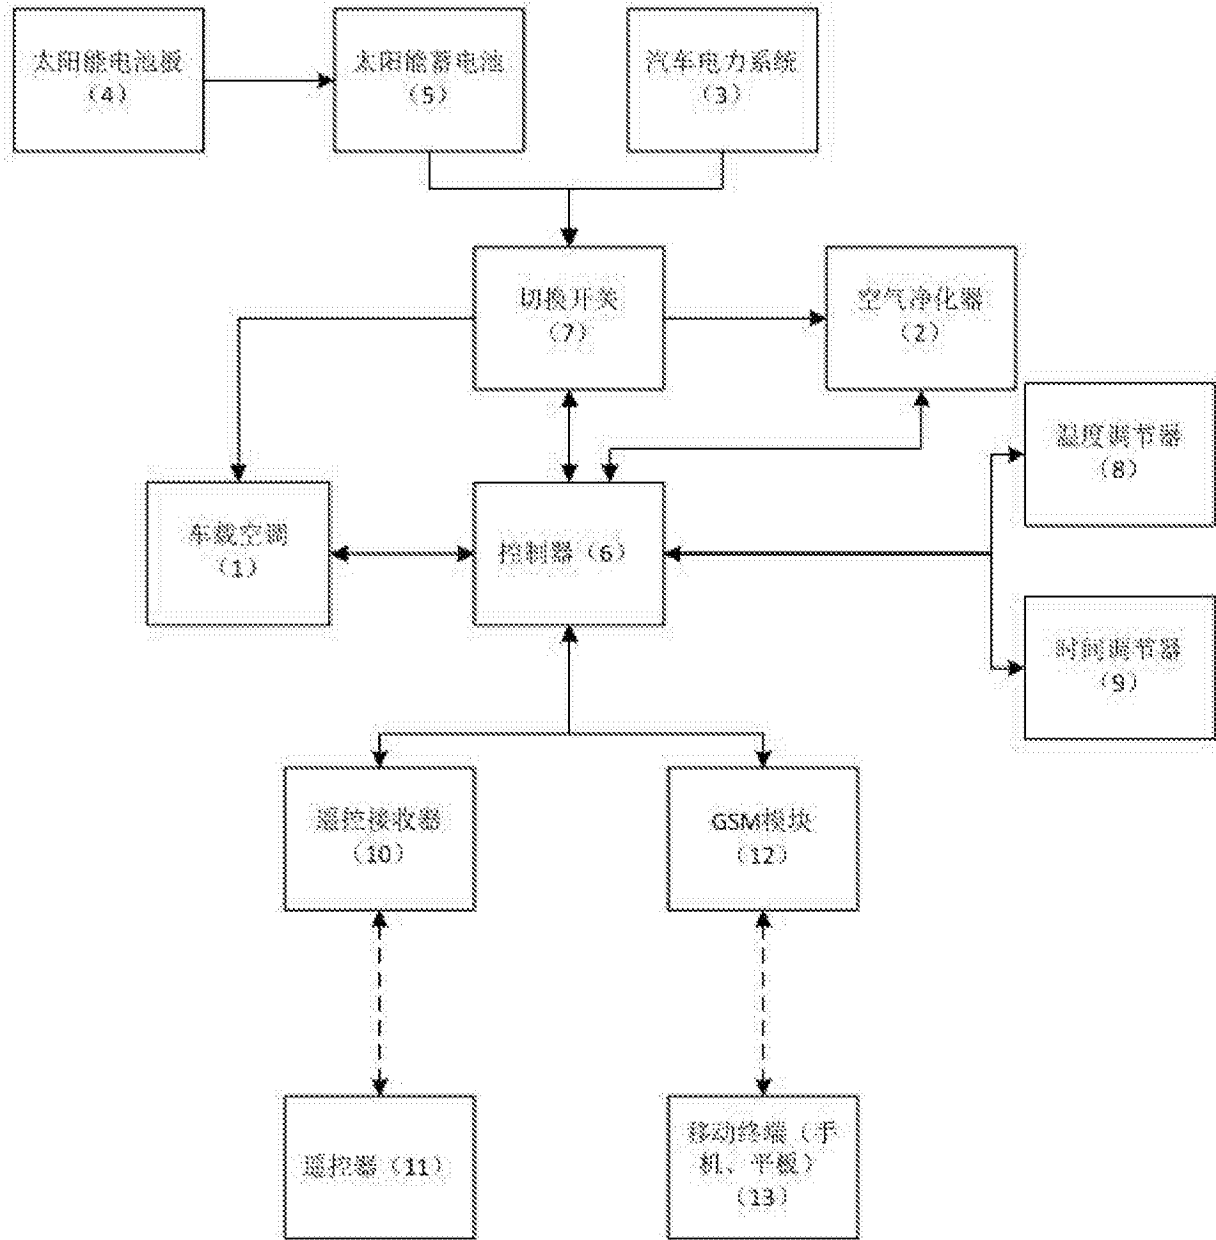 太阳能电池板
（4）
太阳能蓄电池
（5）
汽车电力系统
（3）
切换开关
（7）
空气净化器
（2）
温度调节器
（8）
车载空调
（1）
控制器（6）
时间调节器
（9）
遥控接收器
（10）
GSM模块
（12）
遥控器（11）
移动终端（手
机、平板）
（13）